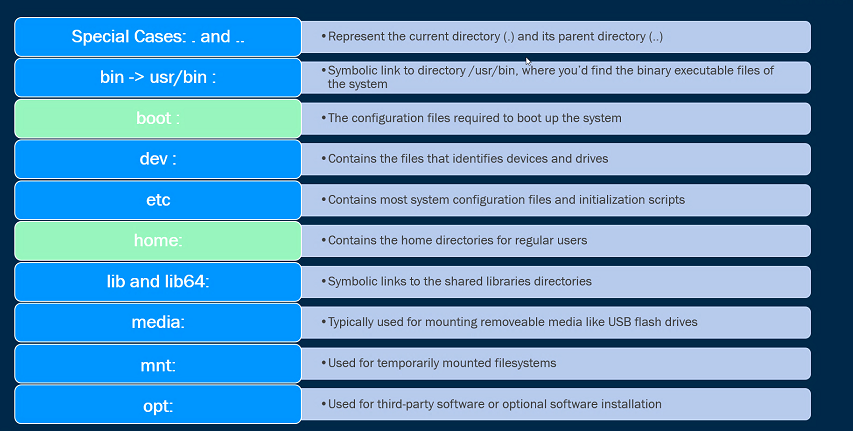 Special Cases: . and ..
•Represent the current directory (.) and its parent directory (..)
bin -> usr/bin :
•Symbolic link to directory /usr/bin, where you'd find the binary executable files of
the system
boot :
•The configuration files required to boot up the system
dev :
•Contains the files that identifies devices and drives
etc
•Contains most system configuration files and initialization scripts
home:
•Contains the home directories for regular users
lib and lib64:
•Symbolic links to the shared libraries directories
media:
•Typically used for mounting removeable media like USB flash drives
mnt:
•Used for temporarily mounted filesystems
opt:
•Used for third-party software or optional software installation